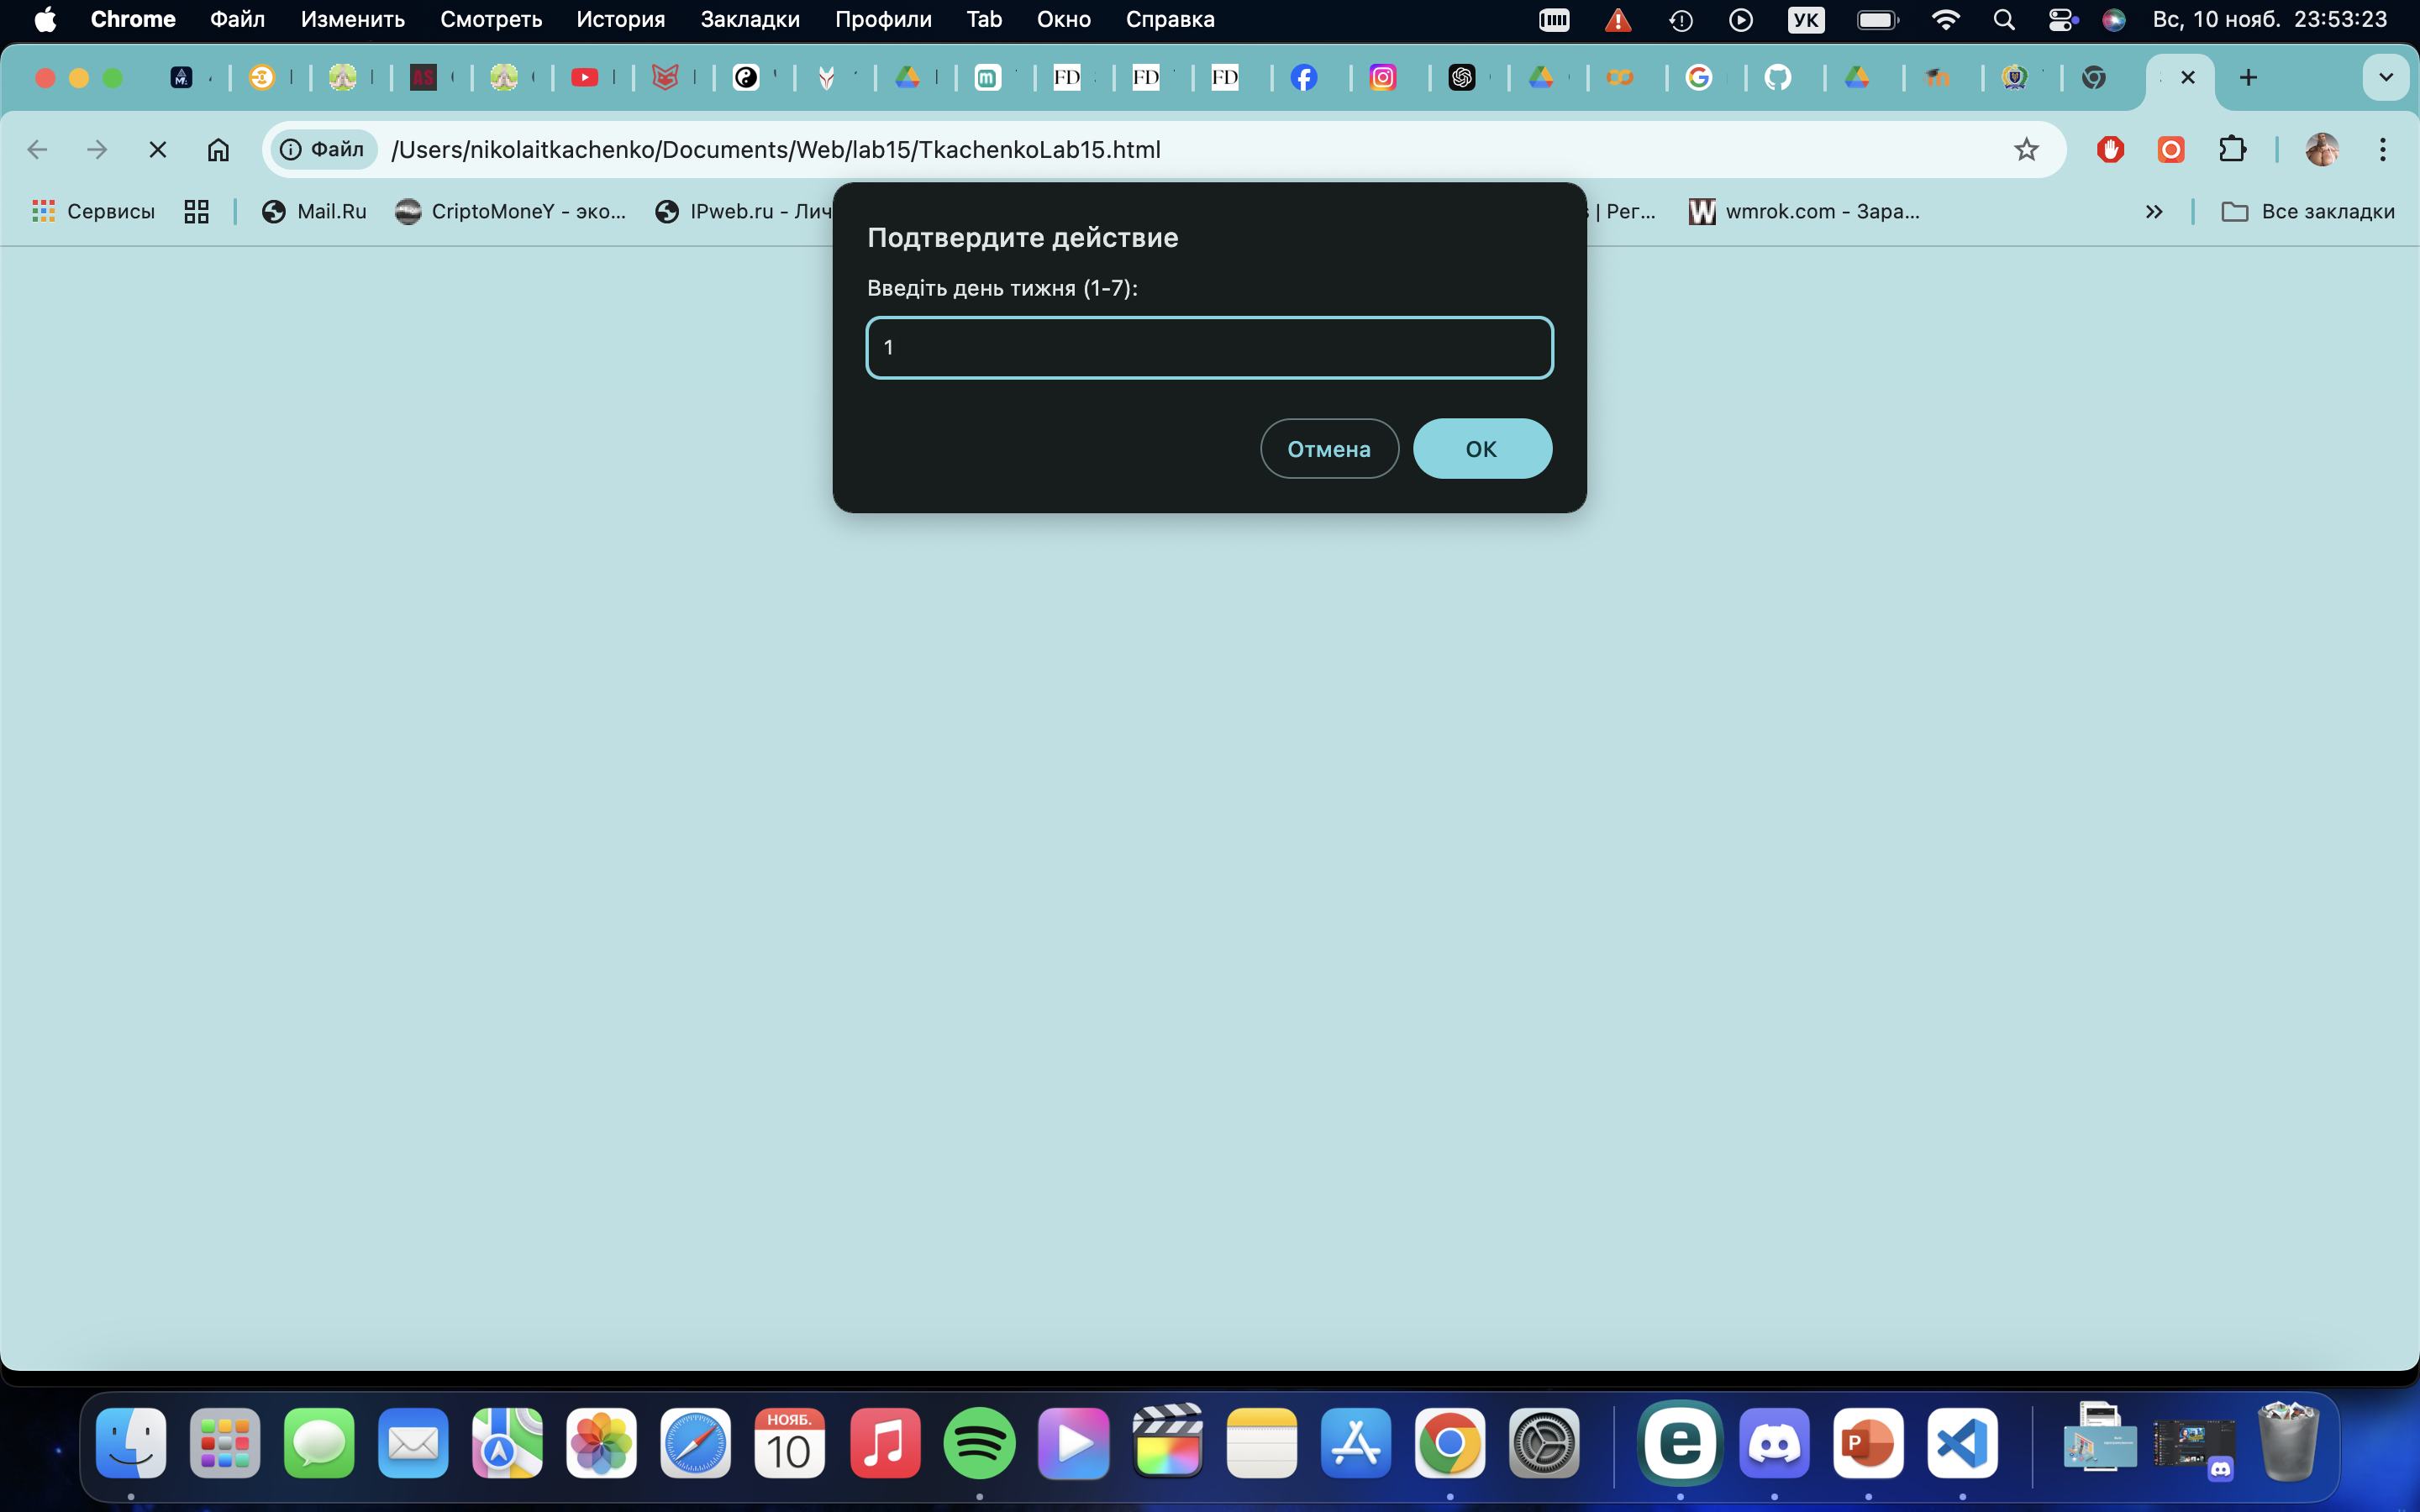 Chrome Файл Изменить Смотреть История Закладки Профили Tab Окно Справка УК Вс, 10 нояб. 23:53:23
AS FD FD FD
Файл /Users/nikolaitkachenko/Documents/Web/lab15/TkachenkoLab15.html
Сервисы Mail.Ru CriptoMoneY - эко... IPweb.ru - Лич | Рег... wmrok.com - Зара... Все закладки
Подтвердите действие
Введіть день тижня (1-7):
1
Отмена ОК
НОЯБ.
10